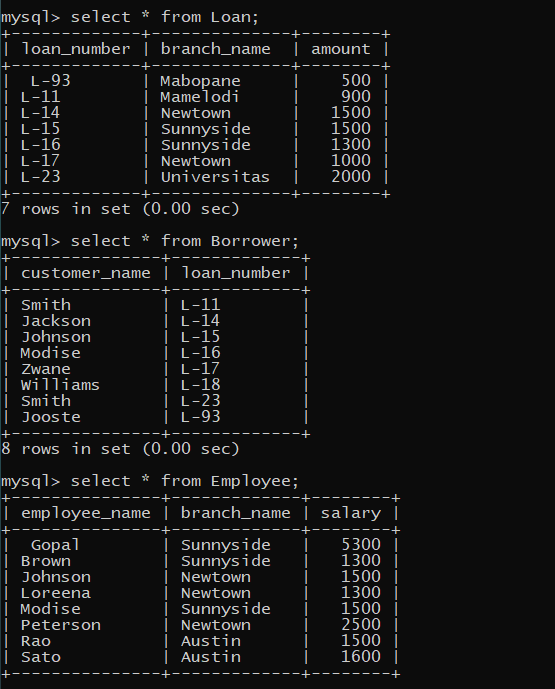 mysql> select * from Loan;
+-------------+--------------+--------+
| loan_number | branch_name  | amount |
+-------------+--------------+--------+
|  L-93       | Mabopane     |    500 |
| L-11        | Mamelodi     |    900 |
| L-14        | Newtown      |   1500 |
| L-15        | Sunnyside    |   1500 |
| L-16        | Sunnyside    |   1300 |
| L-17        | Newtown      |   1000 |
| L-23        | Universitas  |   2000 |
+-------------+--------------+--------+
7 rows in set (0.00 sec)

mysql> select * from Borrower;
+---------------+-------------+
| customer_name | loan_number |
+---------------+-------------+
| Smith         | L-11        |
| Jackson       | L-14        |
| Johnson       | L-15        |
| Modise        | L-16        |
| Zwane         | L-17        |
| Williams      | L-18        |
| Smith         | L-23        |
| Jooste        | L-93        |
+---------------+-------------+
8 rows in set (0.00 sec)

mysql> select * from Employee;
+---------------+-------------+--------+
| employee_name | branch_name | salary |
+---------------+-------------+--------+
|  Gopal        | Sunnyside   |   5300 |
| Brown         | Sunnyside   |   1300 |
| Johnson       | Newtown     |   1500 |
| Loreena       | Newtown     |   1300 |
| Modise        | Sunnyside   |   1500 |
| Peterson      | Newtown     |   2500 |
| Rao           | Austin      |   1500 |
| Sato          | Austin      |   1600 |
+---------------+-------------+--------+